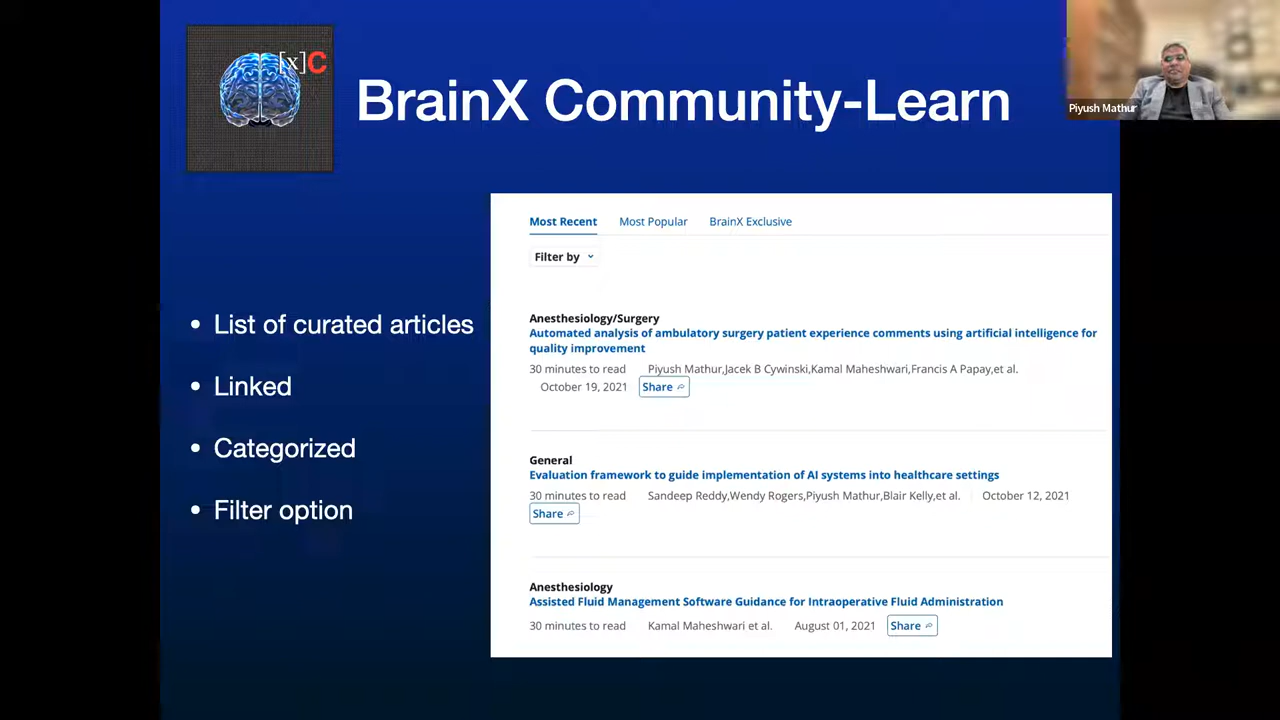 [x]C
BrainX Community-Learn
Piyush Mathur
• List of curated articles
• Linked
• Categorized
• Filter option
Most Recent Most Popular BrainX Exclusive
Filter by
Anesthesiology/Surgery
Automated analysis of ambulatory surgery patient experience comments using artificial intelligence for
quality improvement
30 minutes to read Piyush Mathur,Jacek B Cywinski,Kamal Maheshwari,Francis A Papay,et al.
October 19, 2021 Share
General
Evaluation framework to guide implementation of AI systems into healthcare settings
30 minutes to read Sandeep Reddy,Wendy Rogers,Piyush Mathur,Blair Kelly,et al. October 12, 2021
Share
Anesthesiology
Assisted Fluid Management Software Guidance for Intraoperative Fluid Administration
30 minutes to read Kamal Maheshwari et al. August 01, 2021 Share